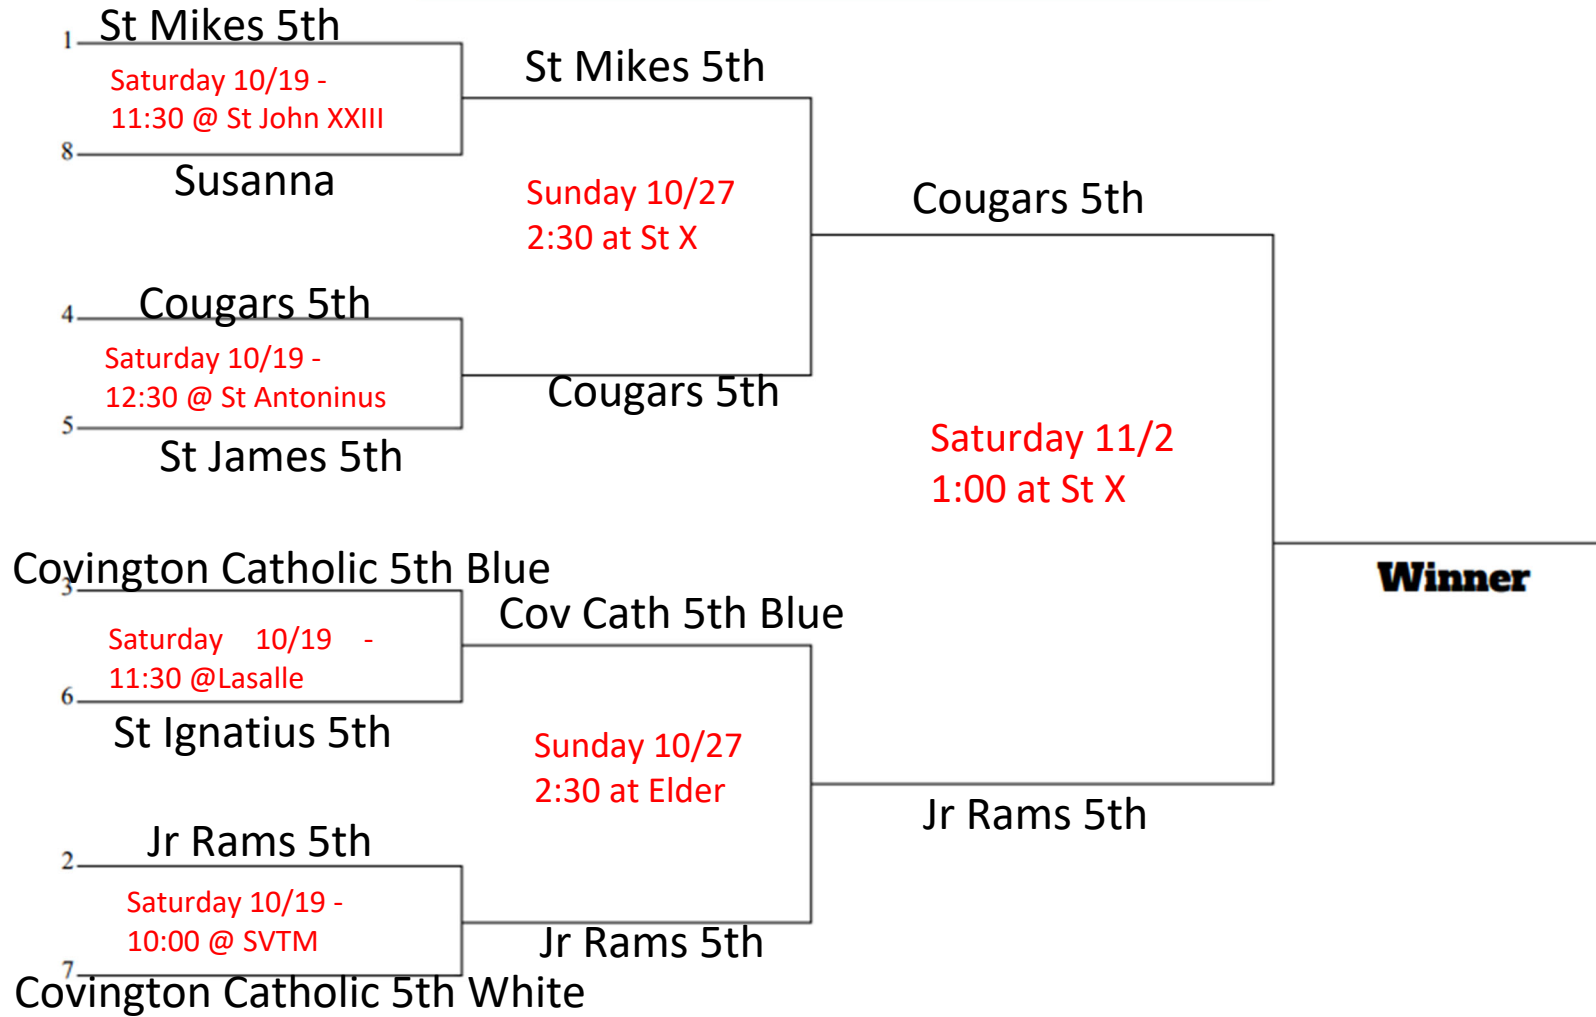 St Mikes 5th
1
Saturday 10/19 -
11:30 @ St John XXIII
8
Susanna
St Mikes 5th
Sunday 10/27
2:30 at St X
Cougars 5th
4
Cougars 5th
Saturday 10/19 -
12:30 @ St Antoninus
5
St James 5th
Cougars 5th
Saturday 11/2
1:00 at St X
Winner
Covington Catholic 5th Blue
3
Saturday 10/19 -
11:30 @Lasalle
6
St Ignatius 5th
Cov Cath 5th Blue
Sunday 10/27
2:30 at Elder
Jr Rams 5th
Jr Rams 5th
2
Saturday 10/19 -
10:00 @ SVTM
7
Covington Catholic 5th White
Jr Rams 5th